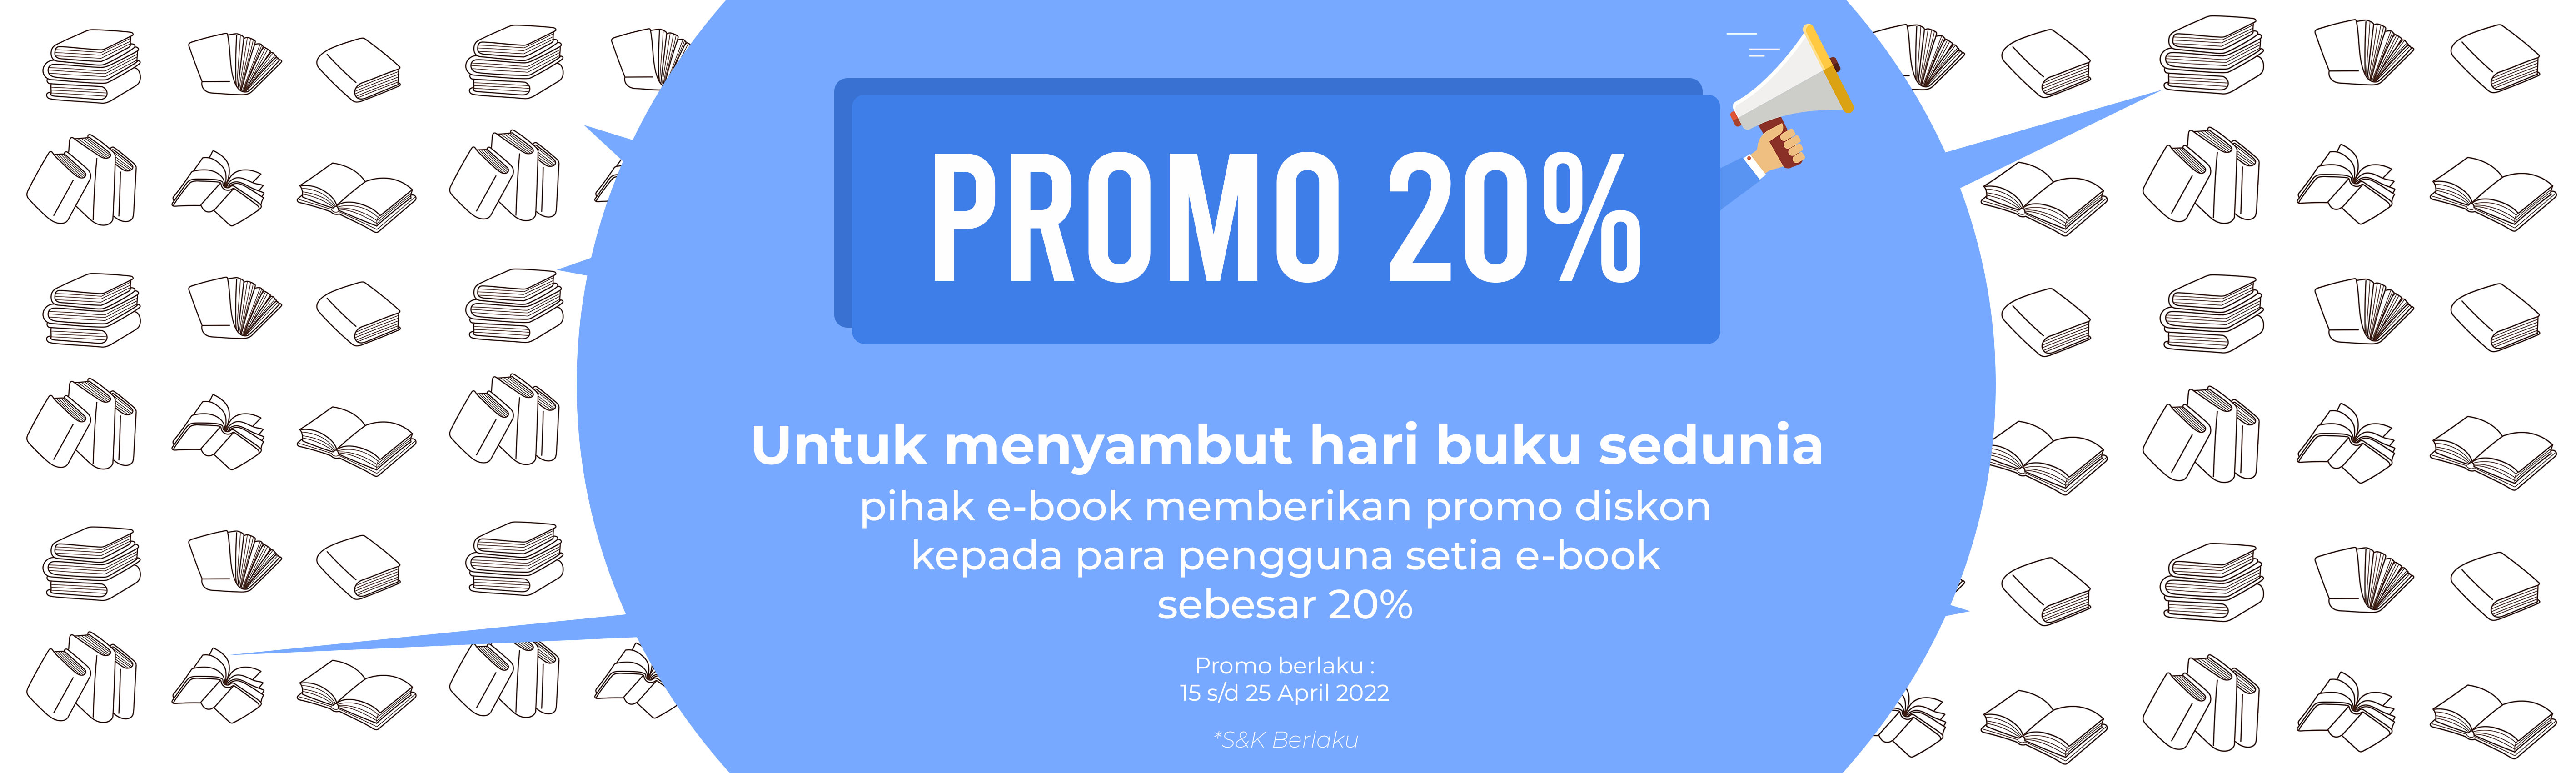 PROMO 20%
Untuk menyambut hari buku sedunia
pihak e-book memberikan promo diskon
kepada para pengguna setia e-book
sebesar 20%
Promo berlaku :
15 s/d 25 April 2022
*S&K Berlaku